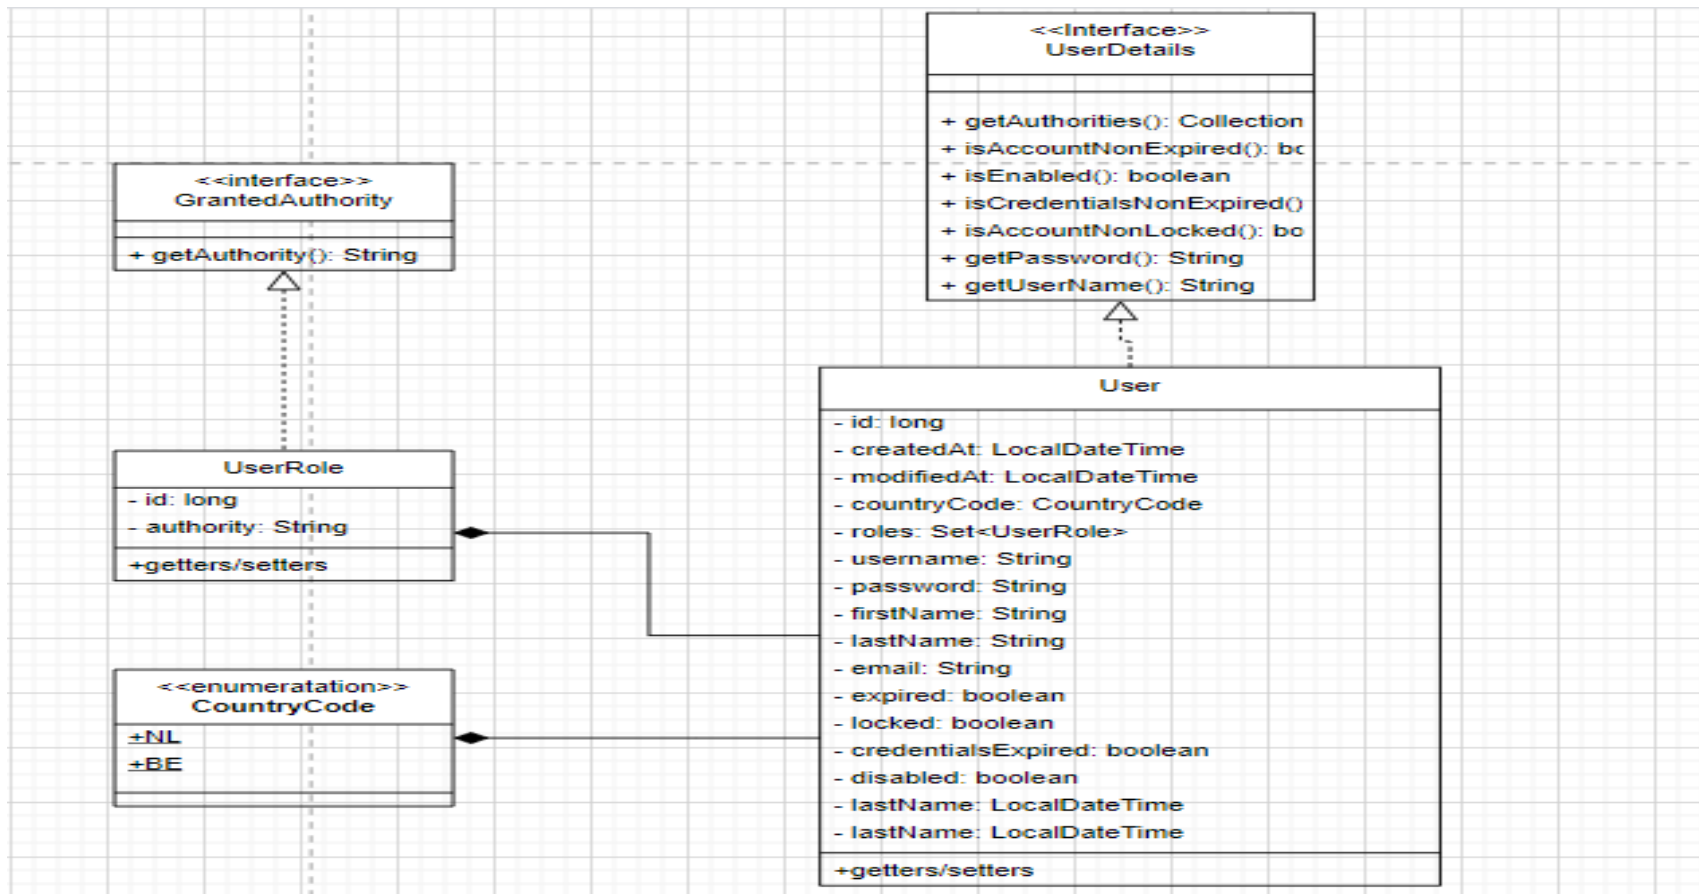 <<Interface>>
UserDetails
+ getAuthorities(): Collection
+ isAccountNonExpired(): bc
+ isEnabled(): boolean
+ isCredentialsNonExpired()
+ isAccountNonLocked(): bo
+ getPassword(): String
+ getUserName(): String
<<interface>>
GrantedAuthority
+ getAuthority(): String
UserRole
- id: long
- authority: String
+getters/setters
<<enumeratation>>
CountryCode
+NL
+BE
User
- id: long
- createdAt: LocalDateTime
- modifiedAt: LocalDateTime
- countryCode: CountryCode
- roles: Set<UserRole>
- username: String
- password: String
- firstName: String
- lastName: String
- email: String
- expired: boolean
- locked: boolean
- credentialsExpired: boolean
- disabled: boolean
- lastName: LocalDateTime
- lastName: LocalDateTime
+getters/setters